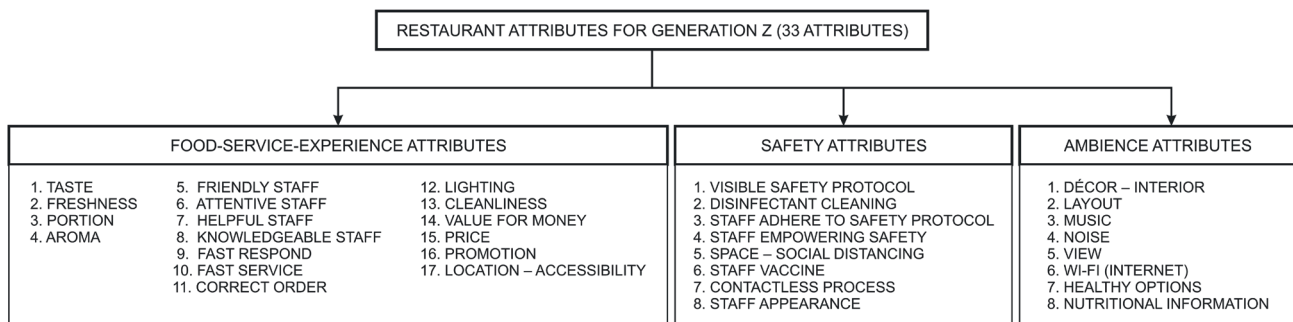 RESTAURANT ATTRIBUTES FOR GENERATION Z (33 ATTRIBUTES)
FOOD-SERVICE-EXPERIENCE ATTRIBUTES
1. TASTE
2. FRESHNESS
3. PORTION
4. AROMA
5. FRIENDLY STAFF
6. ATTENTIVE STAFF
7. HELPFUL STAFF
8. KNOWLEDGEABLE STAFF
9. FAST RESPOND
10. FAST SERVICE
11. CORRECT ORDER
12. LIGHTING
13. CLEANLINESS
14. VALUE FOR MONEY
15. PRICE
16. PROMOTION
17. LOCATION – ACCESSIBILITY
SAFETY ATTRIBUTES
1. VISIBLE SAFETY PROTOCOL
2. DISINFECTANT CLEANING
3. STAFF ADHERE TO SAFETY PROTOCOL
4. STAFF EMPOWERING SAFETY
5. SPACE – SOCIAL DISTANCING
6. STAFF VACCINE
7. CONTACTLESS PROCESS
8. STAFF APPEARANCE
AMBIENCE ATTRIBUTES
1. DÉCOR – INTERIOR
2. LAYOUT
3. MUSIC
4. NOISE
5. VIEW
6. WI-FI (INTERNET)
7. HEALTHY OPTIONS
8. NUTRITIONAL INFORMATION